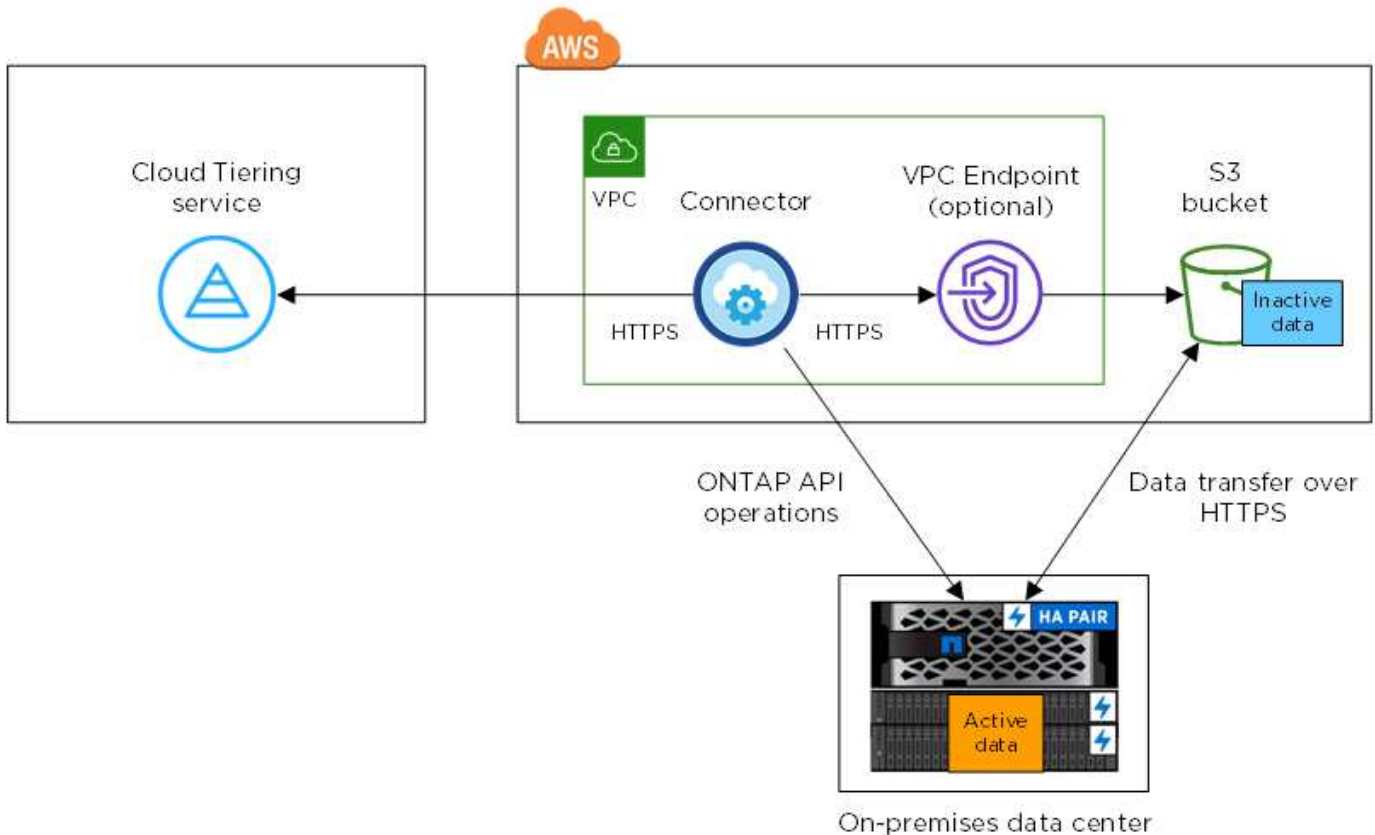 AWS
Cloud Tiering
service
VPC
Connector
VPC Endpoint
(optional)
S3
bucket
Inactive
data
HTTPS
HTTPS
ONTAP API
operations
Data transfer over
HTTPS
HA PAIR
Active
data
On-premises data center